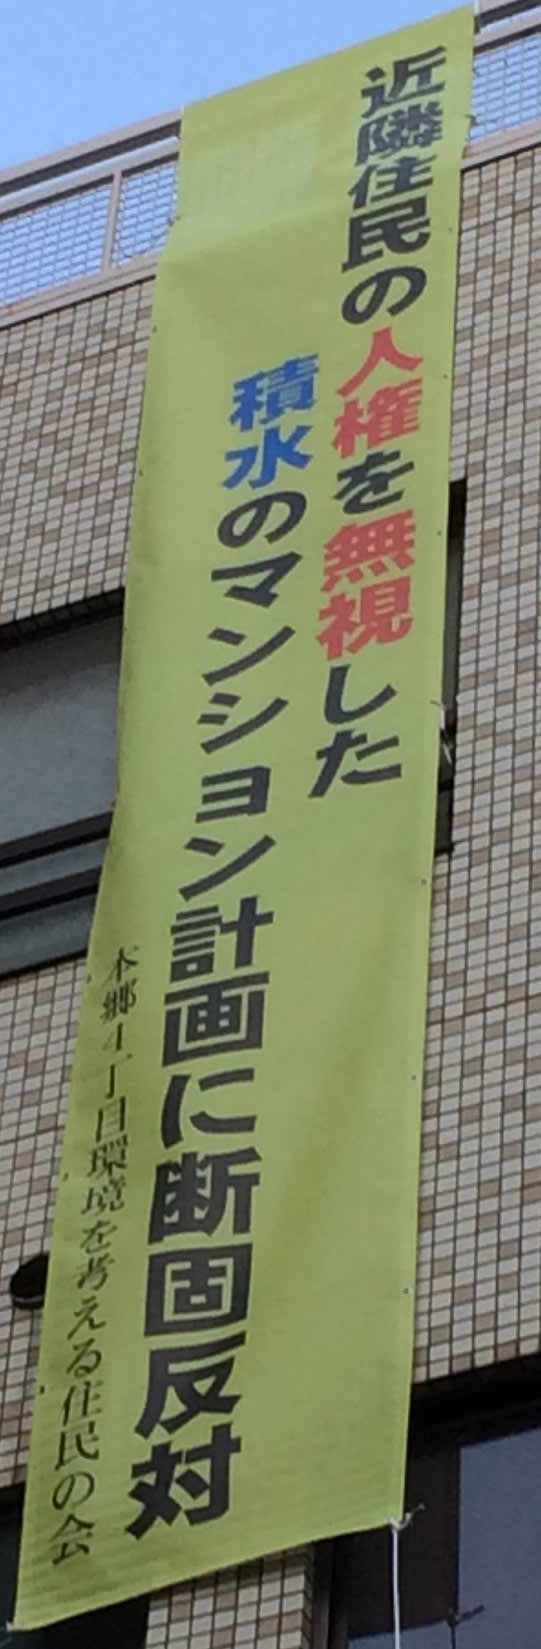 近隣住民の人権を無視した
積水のマンション計画に断固反対
本郷4丁目環境を考える住民の会